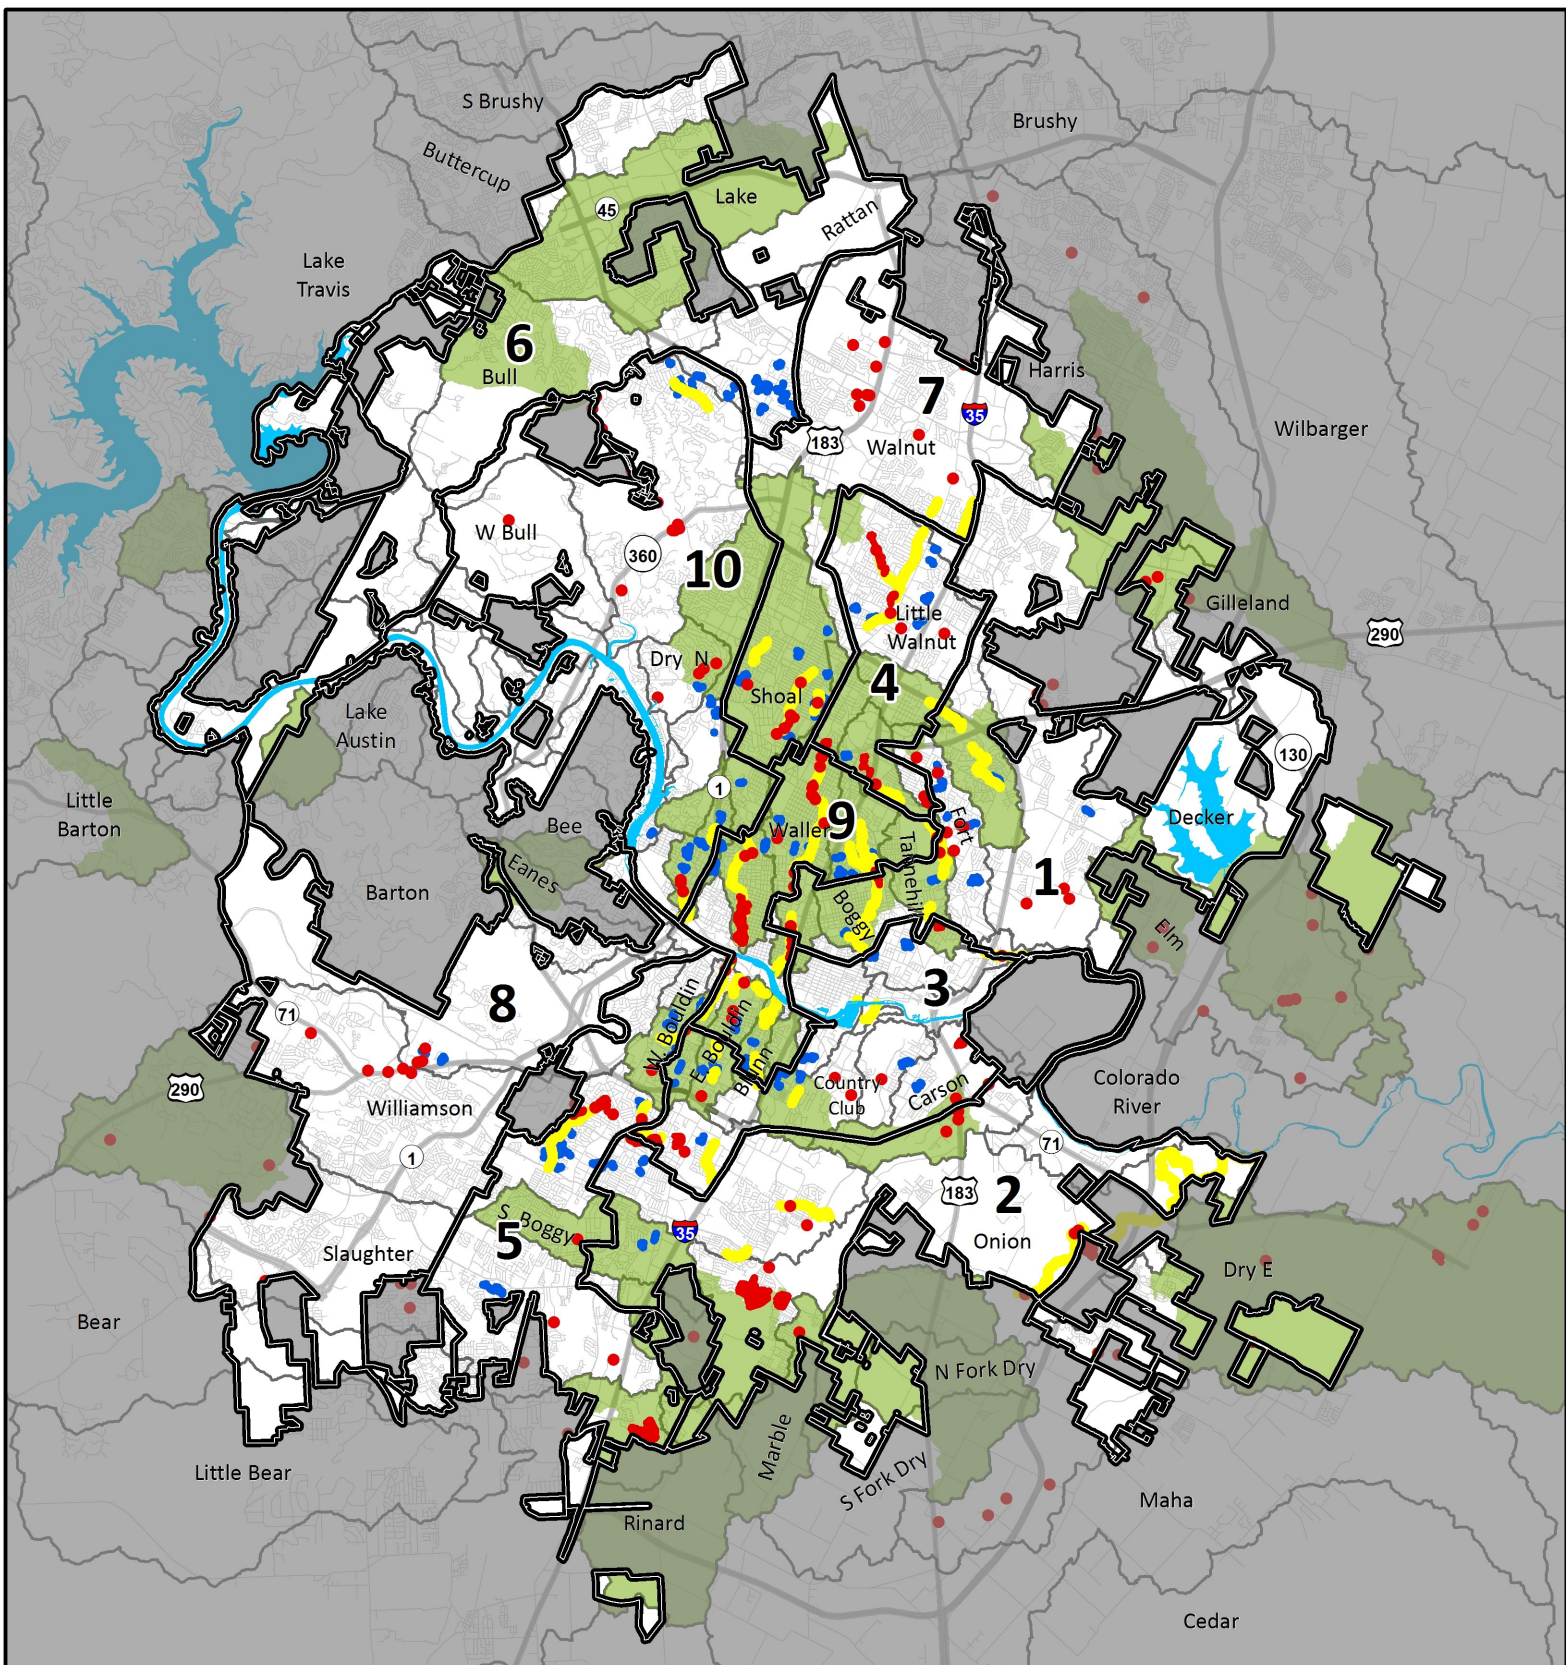 S Brushy
Brushy
Buttercup
Lake
45
Rattan
Lake
Travis
6
Bull
Harris
7
35
Wilbarger
183
Walnut
W Bull
360
10
Little
Walnut
Gilleland
290
Dry N
4
Shoal
Lake
Austin
130
1
Little
Barton
Bee
Waller
9
Fort
Decker
Tannehill
Eanes
Barton
1
Boggy
Elm
3
8
71
W Bouldin
E Bouldin
Blunn
290
Williamson
Country
Club
Carson
Colorado
River
71
1
183
2
S Boggy
5
35
Onion
Slaughter
Dry E
Bear
N Fork Dry
Marble
Little Bear
S Fork Dry
Maha
Rinard
Cedar